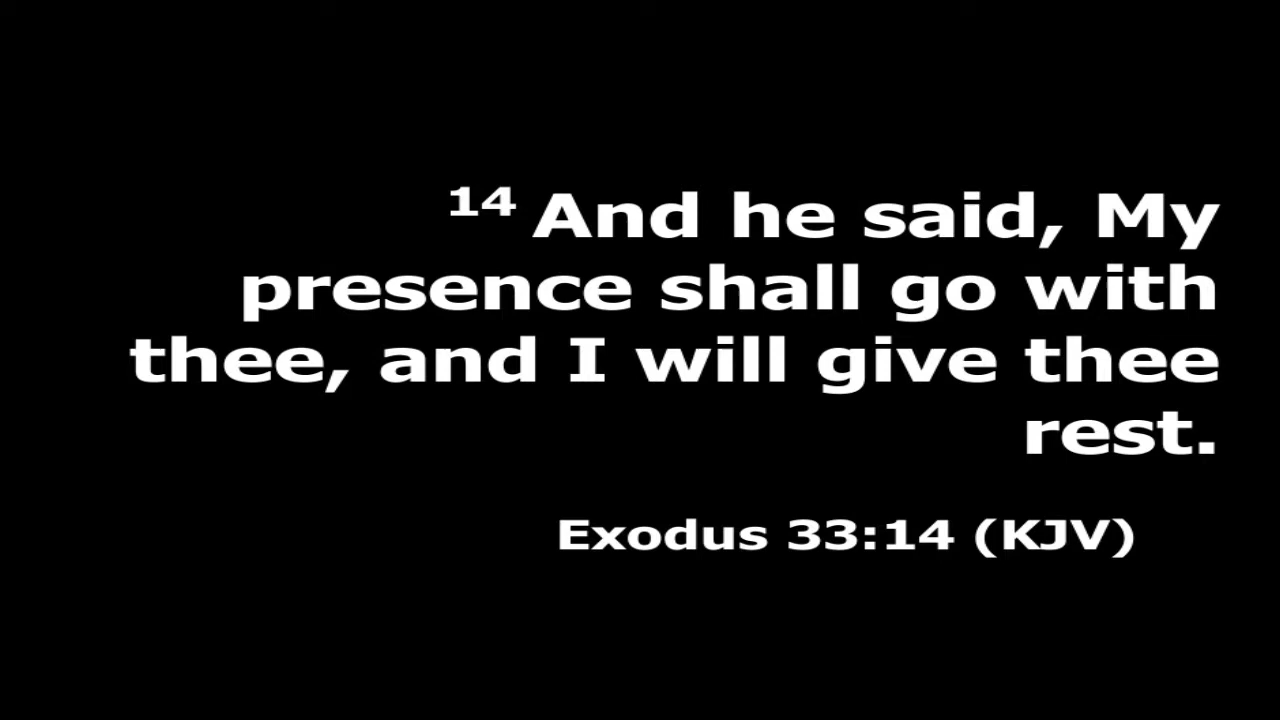 14 And he said, My
presence shall go with
thee, and I will give thee
rest.
Exodus 33:14 (KJV)